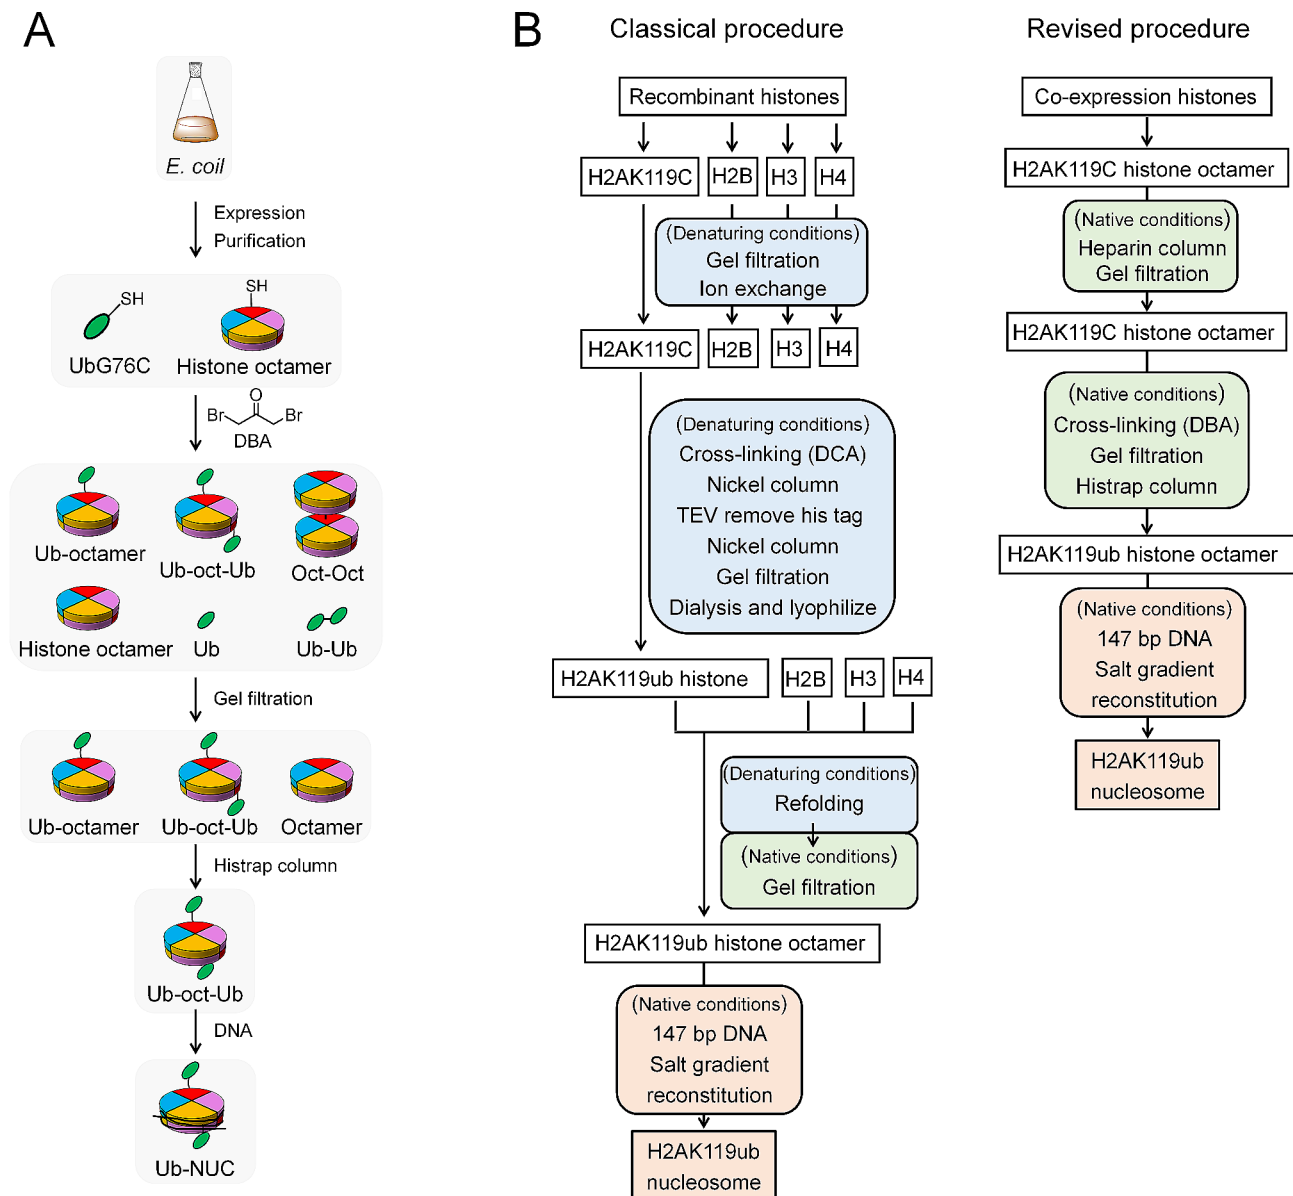 A
E. coil
Expression
Purification
SH
SH
UbG76C
Histone octamer
O
Br
Br
DBA
Ub-octamer
Ub-oct-Ub
Oct-Oct
Histone octamer
Ub
Ub-Ub
Gel filtration
Ub-octamer
Ub-oct-Ub
Octamer
Histrap column
Ub-oct-Ub
DNA
Ub-NUC
B
Classical procedure
Recombinant histones
H2AK119C
H2B
H3
H4
(Denaturing conditions)
Gel filtration
Ion exchange
H2AK119C
H2B
H3
H4
(Denaturing conditions)
Cross-linking (DCA)
Nickel column
TEV remove his tag
Nickel column
Gel filtration
Dialysis and lyophilize
H2AK119ub histone
H2B
H3
H4
(Denaturing conditions)
Refolding
(Native conditions)
Gel filtration
H2AK119ub histone octamer
(Native conditions)
147 bp DNA
Salt gradient
reconstitution
H2AK119ub
nucleosome
Revised procedure
Co-expression histones
H2AK119C histone octamer
(Native conditions)
Heparin column
Gel filtration
H2AK119C histone octamer
(Native conditions)
Cross-linking (DBA)
Gel filtration
Histrap column
H2AK119ub histone octamer
(Native conditions)
147 bp DNA
Salt gradient
reconstitution
H2AK119ub
nucleosome